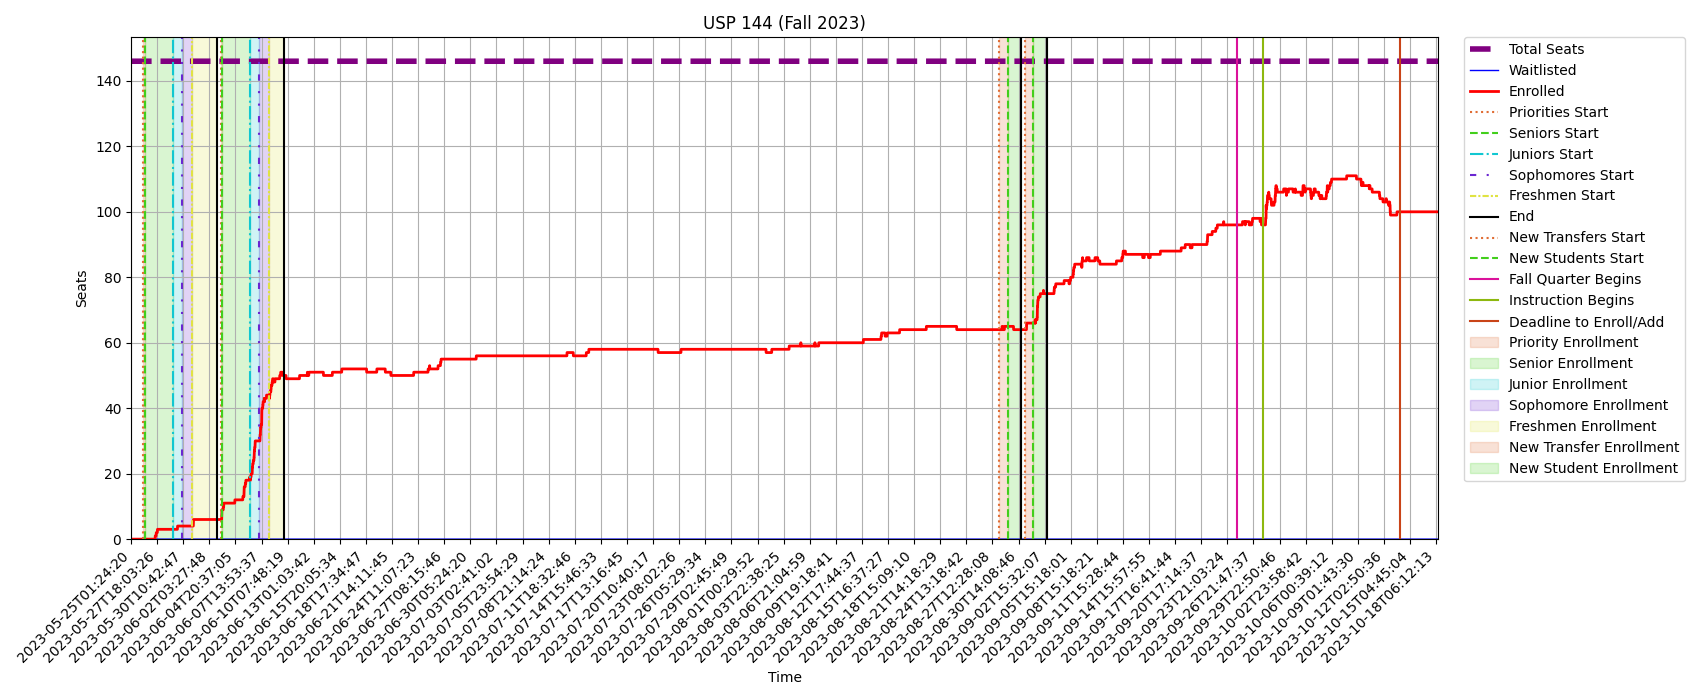 USP 144 (Fall 2023)
Seats
140
120
100
80
60
40
20
0
2023-05-25T01:24:20
2023-05-27T18:03:26
2023-05-30T10:42:47
2023-06-02T03:27:48
2023-06-04T20:37:05
2023-06-07T13:53:37
2023-06-10T07:48:19
2023-06-13T01:03:42
2023-06-15T20:05:34
2023-06-18T17:34:47
2023-06-21T14:11:45
2023-06-24T11:07:23
2023-06-27T08:15:46
2023-06-30T05:24:20
2023-07-03T02:41:02
2023-07-05T23:54:29
2023-07-08T21:14:24
2023-07-11T18:32:46
2023-07-14T15:46:33
2023-07-17T13:16:45
2023-07-20T10:40:17
2023-07-23T08:02:26
2023-07-26T05:29:34
2023-07-29T02:45:49
2023-08-01T00:29:52
2023-08-03T22:38:25
2023-08-06T21:04:59
2023-08-09T19:18:41
2023-08-12T17:44:37
2023-08-15T16:37:27
2023-08-18T15:09:10
2023-08-21T14:18:29
2023-08-24T13:18:42
2023-08-27T12:28:08
2023-08-30T14:08:46
2023-09-02T15:32:07
2023-09-05T15:18:01
2023-09-08T15:18:21
2023-09-11T15:28:44
2023-09-14T15:57:55
2023-09-17T16:41:44
2023-09-20T17:14:37
2023-09-23T21:03:24
2023-09-26T21:47:37
2023-09-29T22:50:46
2023-10-02T23:58:42
2023-10-06T00:39:12
2023-10-09T01:43:30
2023-10-12T02:50:36
2023-10-15T04:45:04
2023-10-18T06:12:13
Time
Total Seats
Waitlisted
Enrolled
Priorities Start
Seniors Start
Juniors Start
Sophomores Start
Freshmen Start
End
New Transfers Start
New Students Start
Fall Quarter Begins
Instruction Begins
Deadline to Enroll/Add
Priority Enrollment
Senior Enrollment
Junior Enrollment
Sophomore Enrollment
Freshmen Enrollment
New Transfer Enrollment
New Student Enrollment